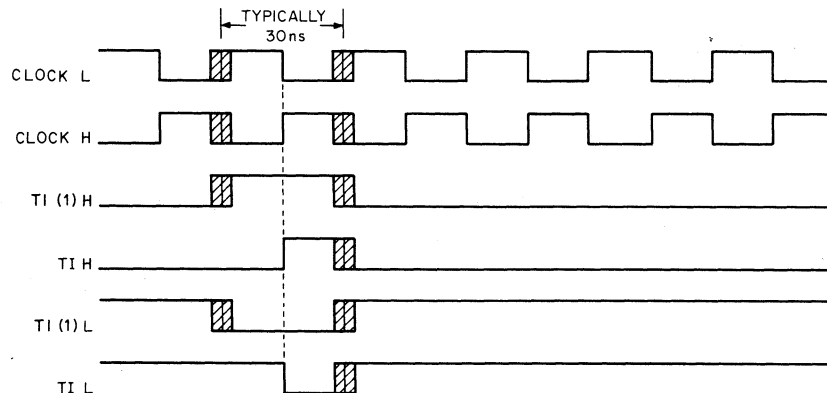 TYPICALLY
30ns
CLOCK L
CLOCK H
TI (1) H
TI H
TI (1) L
TI L